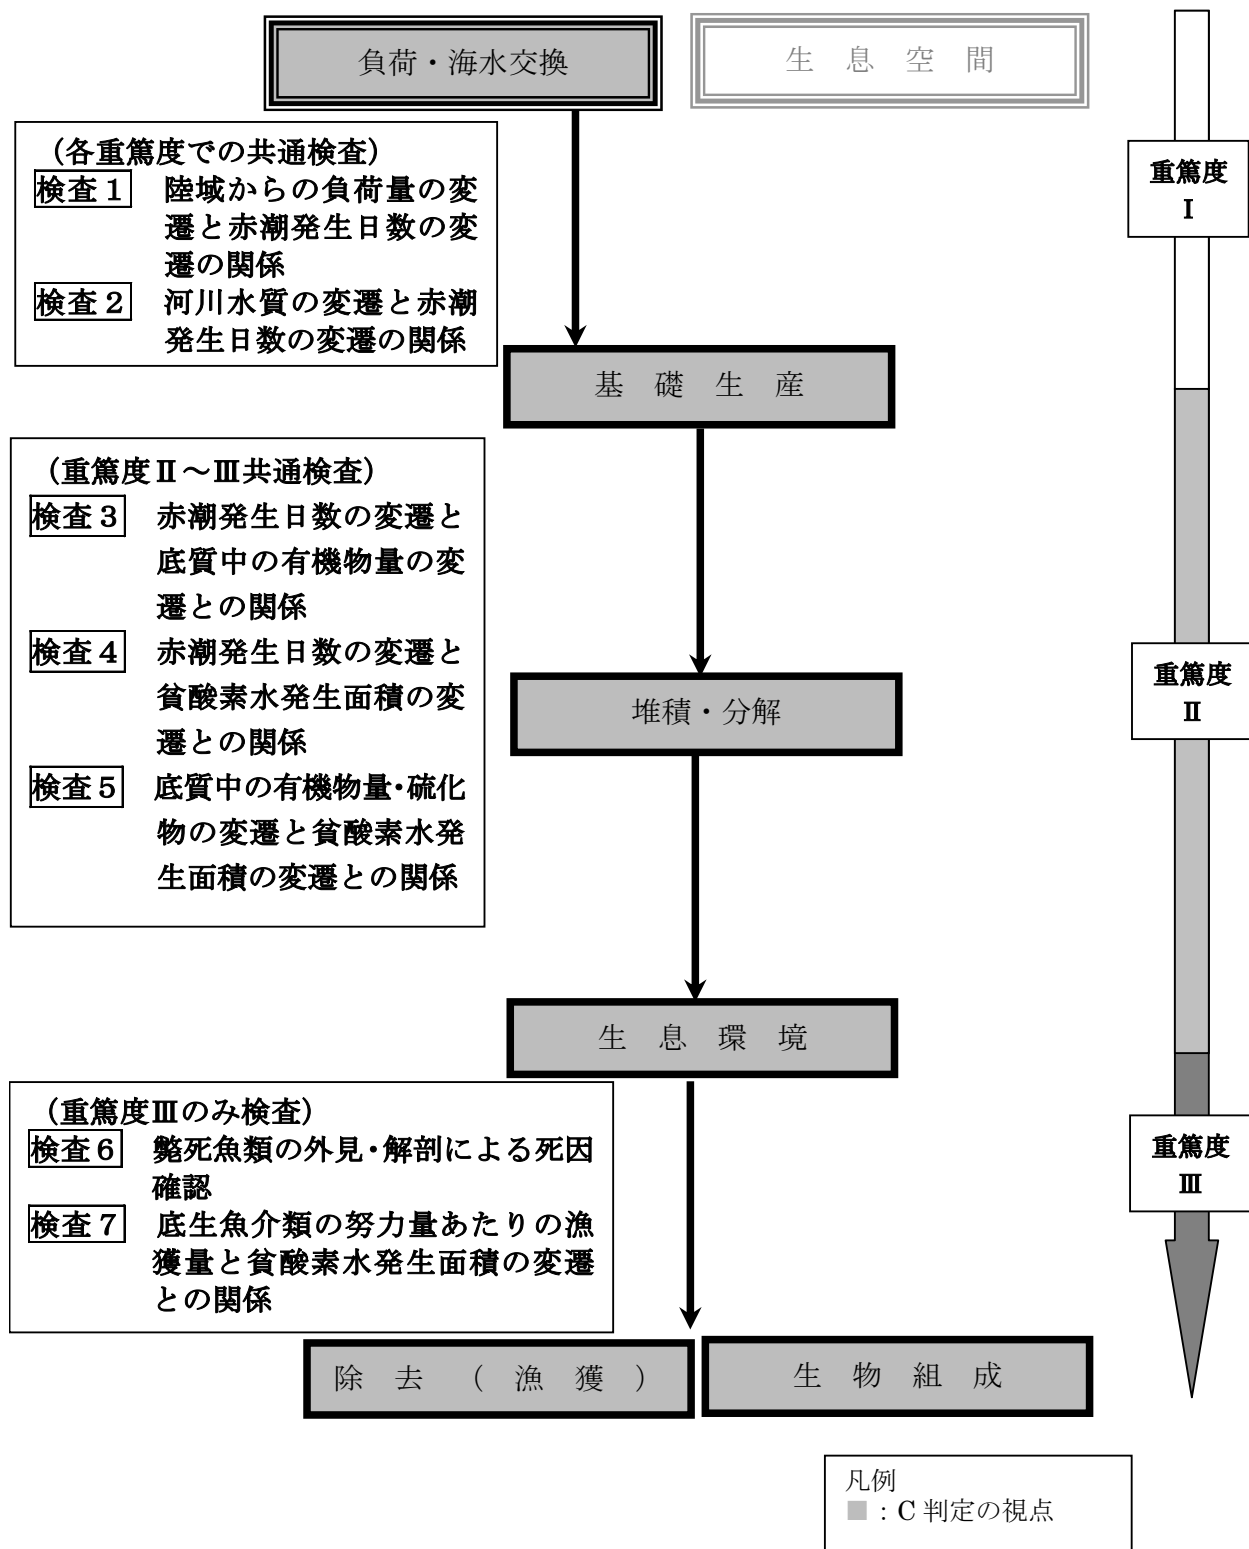 負荷・海水交換
生 息 空 間
（各重篤度での共通検査）
検査１ 陸域からの負荷量の変
遷と赤潮発生日数の変
遷の関係
検査２ 河川水質の変遷と赤潮
発生日数の変遷の関係
重篤度
Ⅰ
基 礎 生 産
（重篤度Ⅱ～Ⅲ共通検査）
検査３ 赤潮発生日数の変遷と
底質中の有機物量の変
遷との関係
検査４ 赤潮発生日数の変遷と
貧酸素水発生面積の変
遷との関係
検査５ 底質中の有機物量・硫化
物の変遷と貧酸素水発
生面積の変遷との関係
堆積・分解
重篤度
Ⅱ
生 息 環 境
（重篤度Ⅲのみ検査）
検査６ 斃死魚類の外見・解剖による死因
確認
検査７ 底生魚介類の努力量あたりの漁
獲量と貧酸素水発生面積の変遷
との関係
重篤度
Ⅲ
除 去 （ 漁 獲 ）
生 物 組 成
凡例
■：C 判定の視点